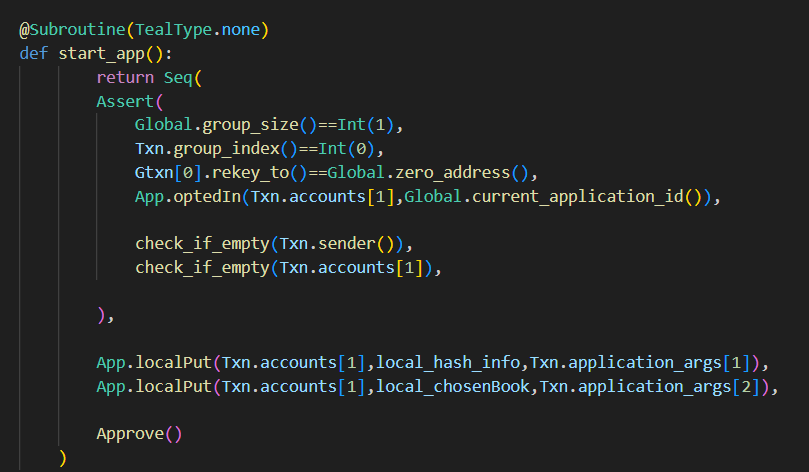 @Subroutine(TealType.none)
def start_app():
return Seq(
Assert(
Global.group_size()==Int(1),
Txn.group_index()==Int(0),
Gtxn[0].rekey_to()==Global.zero_address(),
App.optedIn(Txn.accounts[1],Global.current_application_id()),
check_if_empty(Txn.sender()),
check_if_empty(Txn.accounts[1]),
),
App.localPut(Txn.accounts[1],local_hash_info,Txn.application_args[1]),
App.localPut(Txn.accounts[1],local_chosenBook,Txn.application_args[2]),
Approve()
)